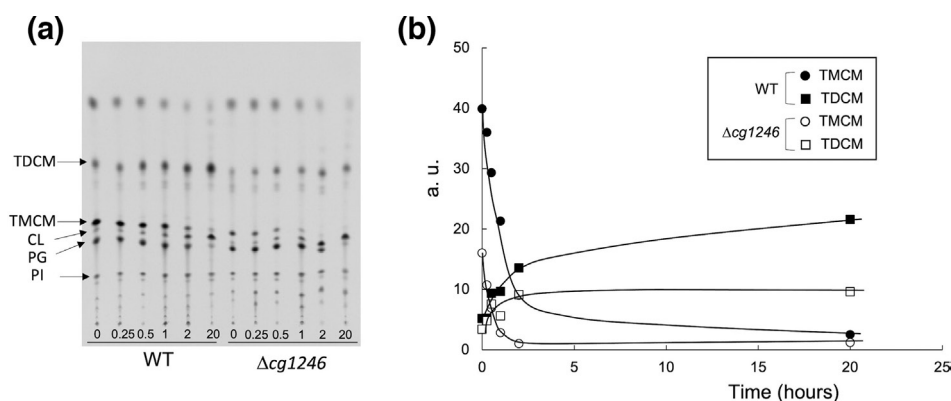 (a)
TDCM
TMCM
CL
PG
PI
0 0.25 0.5 1 2 20 0 0.25 0.5 1 2 20
WT Δcg1246
(b)
50
40
30
20
10
0
a. u.
0 5 10 15 20 25
Time (hours)
WT
TMCM
TDCM
Δcg1246
TMCM
TDCM